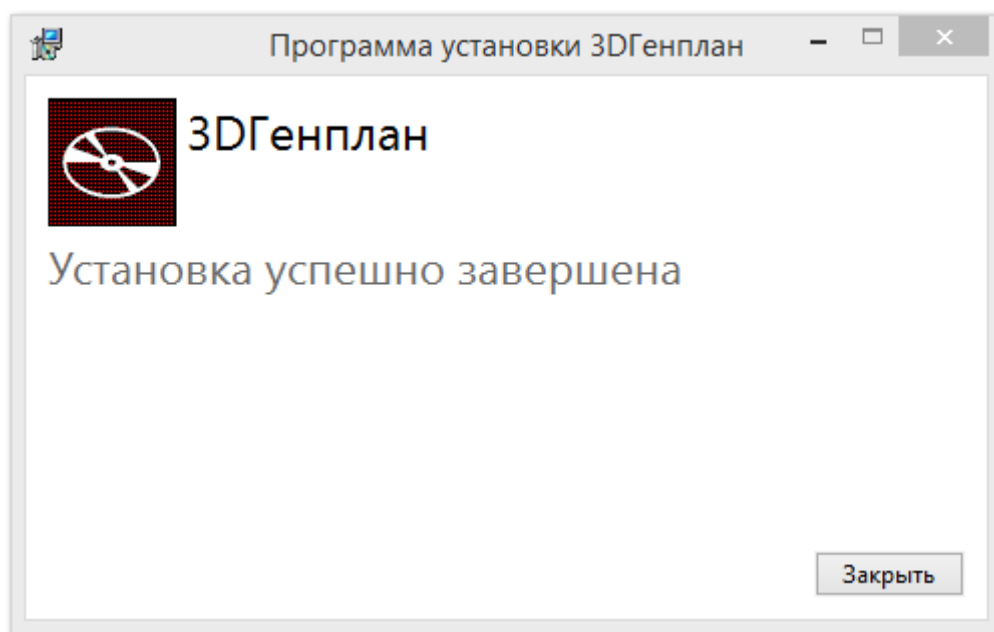 Программа установки 3DГенплан
3DГенплан
Установка успешно завершена
Закрыть